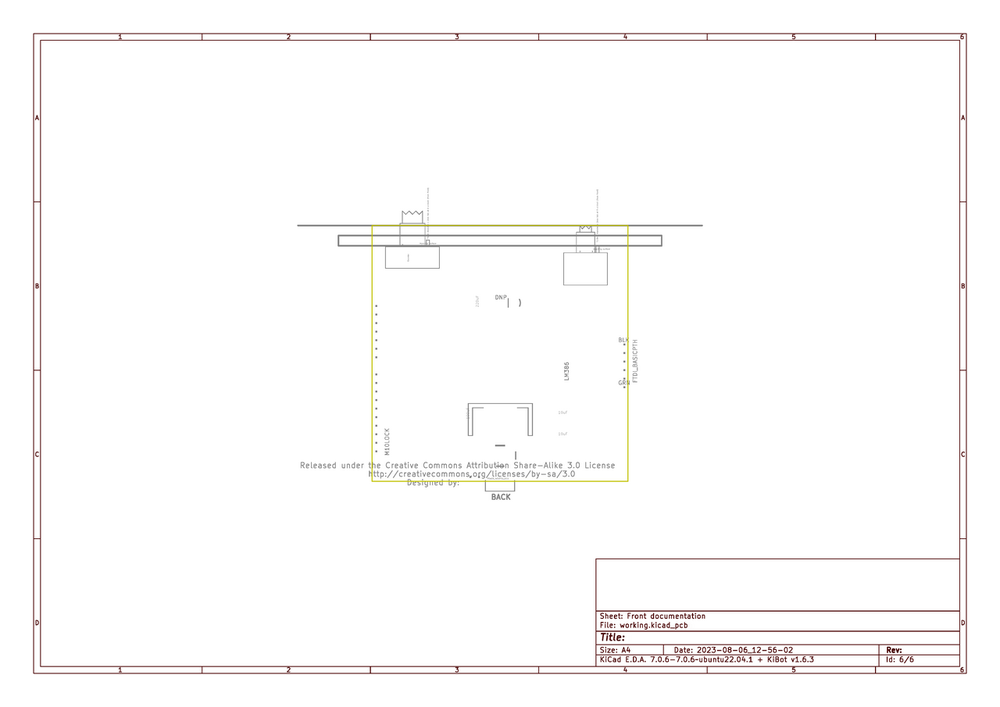 1 2 3 4 5 6
A A
B B
DNP
BLK
FTDI_BASICPTH
LM386
GRN
M10LOCK
C C
Released under the Creative Commons Attribution Share-Alike 3.0 License
http://creativecommons.org/licenses/by-sa/3.0
Designed by:
BACK
Sheet: Front documentation
D D
File: working.kicad_pcb
Title:
Size: A4 Date: 2023-08-06_12-56-02 Rev:
KiCad E.D.A. 7.0.6-7.0.6~ubuntu22.04.1 + KiBot v1.6.3 Id: 6/6
1 2 3 4 5 6